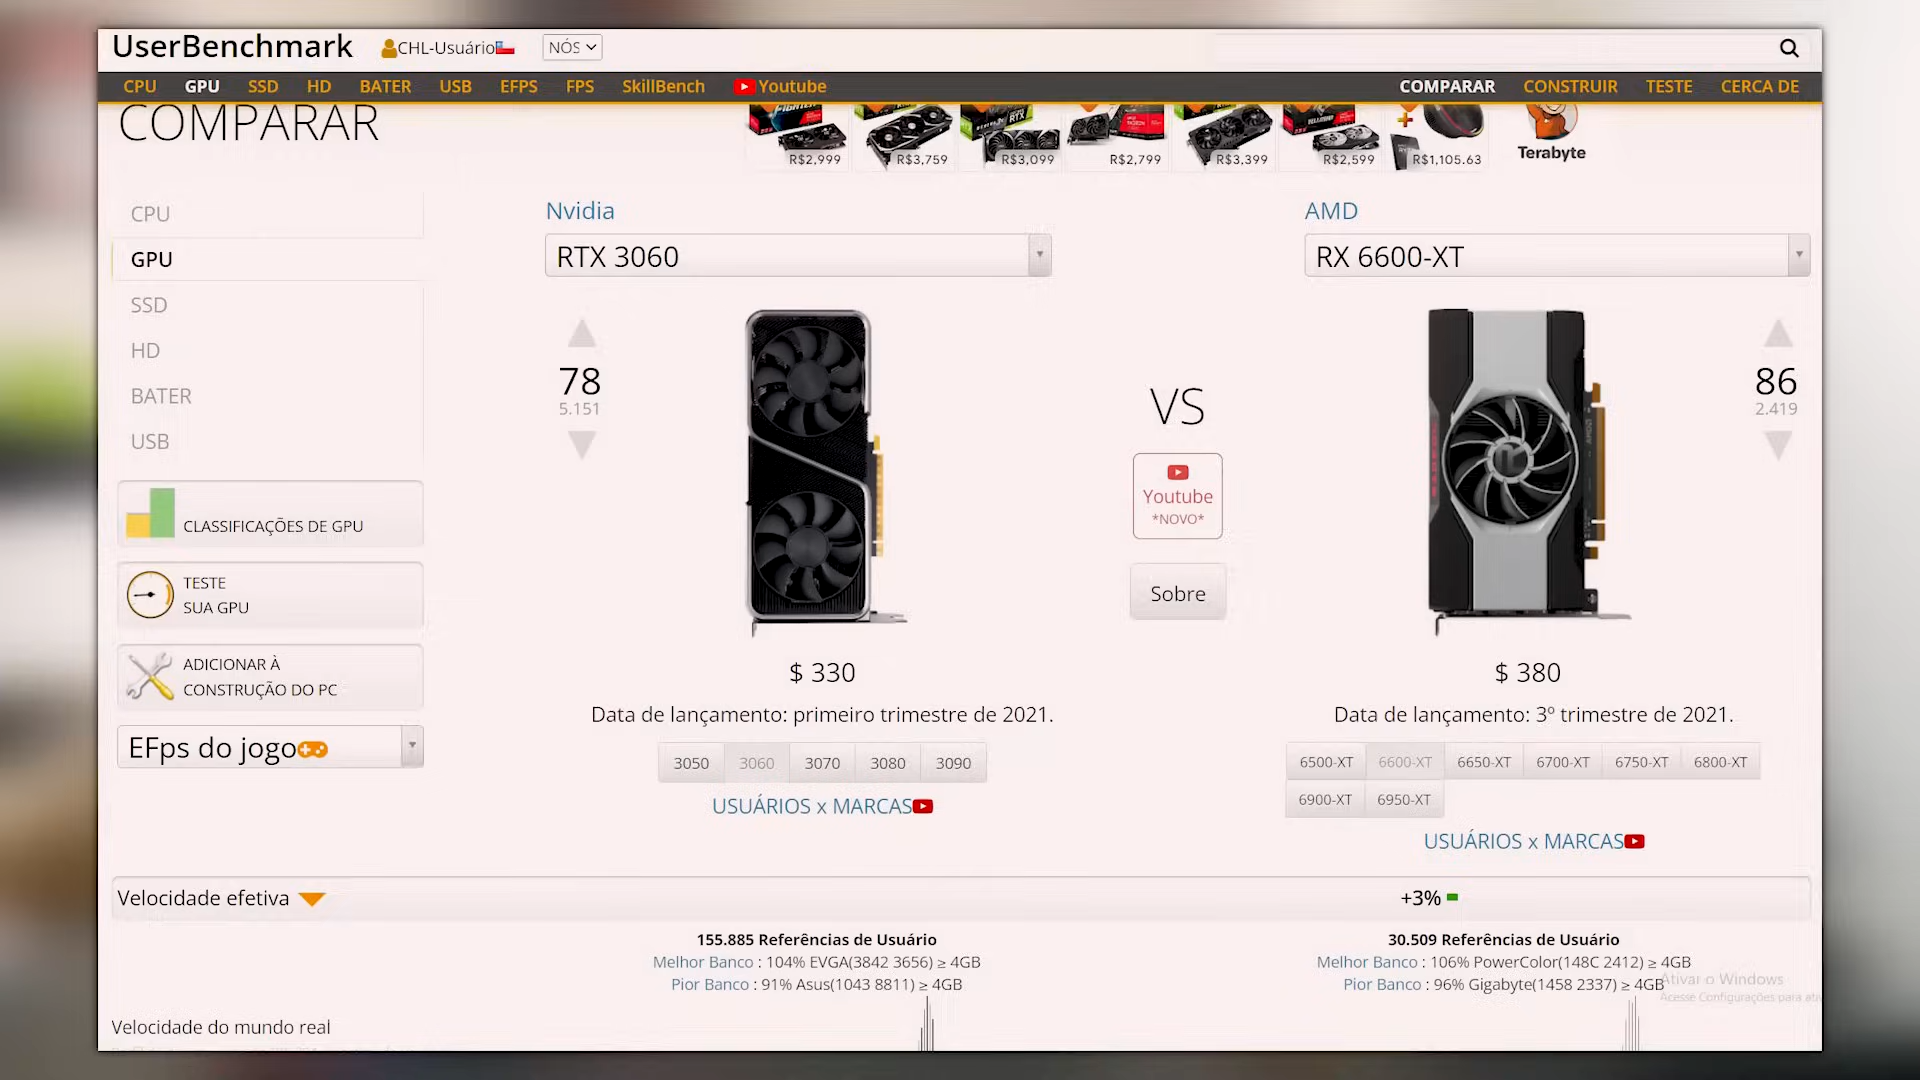 UserBenchmark CHL-Usuário NÓS
CPU GPU SSD HD BATER USB EFPS FPS SkillBench Youtube COMPARAR CONSTRUIR TESTE CERCA DE
COMPARAR
R$2,999 R$3,759 R$3,099 R$2,799 R$3,399 R$2,599 R$1,105.63
Terabyte
CPU
GPU
SSD
HD
BATER
USB
CLASSIFICAÇÕES DE GPU
TESTE
SUA GPU
ADICIONAR À
CONSTRUÇÃO DO PC
EFps do jogo
Nvidia
RTX 3060
78
5.151
$ 330
Data de lançamento: primeiro trimestre de 2021.
3050 3060 3070 3080 3090
USUÁRIOS x MARCAS
VS
Youtube
*NOVO*
Sobre
AMD
RX 6600-XT
86
2.419
$ 380
Data de lançamento: 3º trimestre de 2021.
6500-XT 6600-XT 6650-XT 6700-XT 6750-XT 6800-XT
6900-XT 6950-XT
USUÁRIOS x MARCAS
Velocidade efetiva +3%
155.885 Referências de Usuário
Melhor Banco : 104% EVGA(3842 3656) ≥ 4GB
Pior Banco : 91% Asus(1043 8811) ≥ 4GB
30.509 Referências de Usuário
Melhor Banco : 106% PowerColor(148C 2412) ≥ 4GB
Pior Banco : 96% Gigabyte(1458 2337) ≥ 4GB
Ativar o Windows
Acesse Configurações para
Velocidade do mundo real